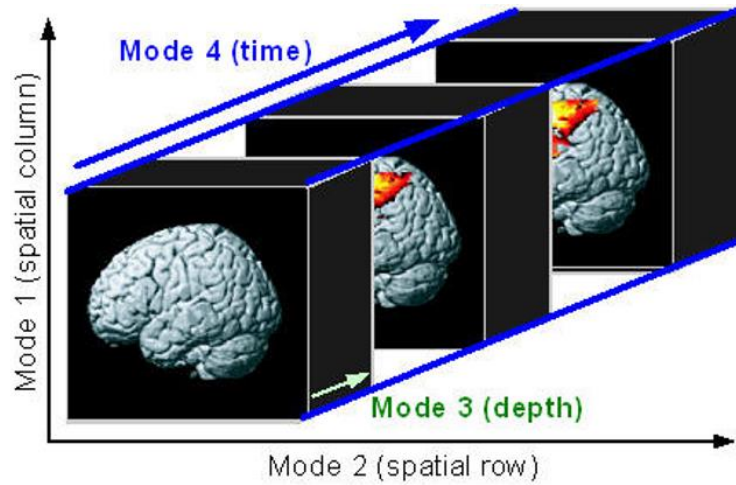 Mode 4 (time)
Mode 1 (spatial column)
Mode 3 (depth)
Mode 2 (spatial row)